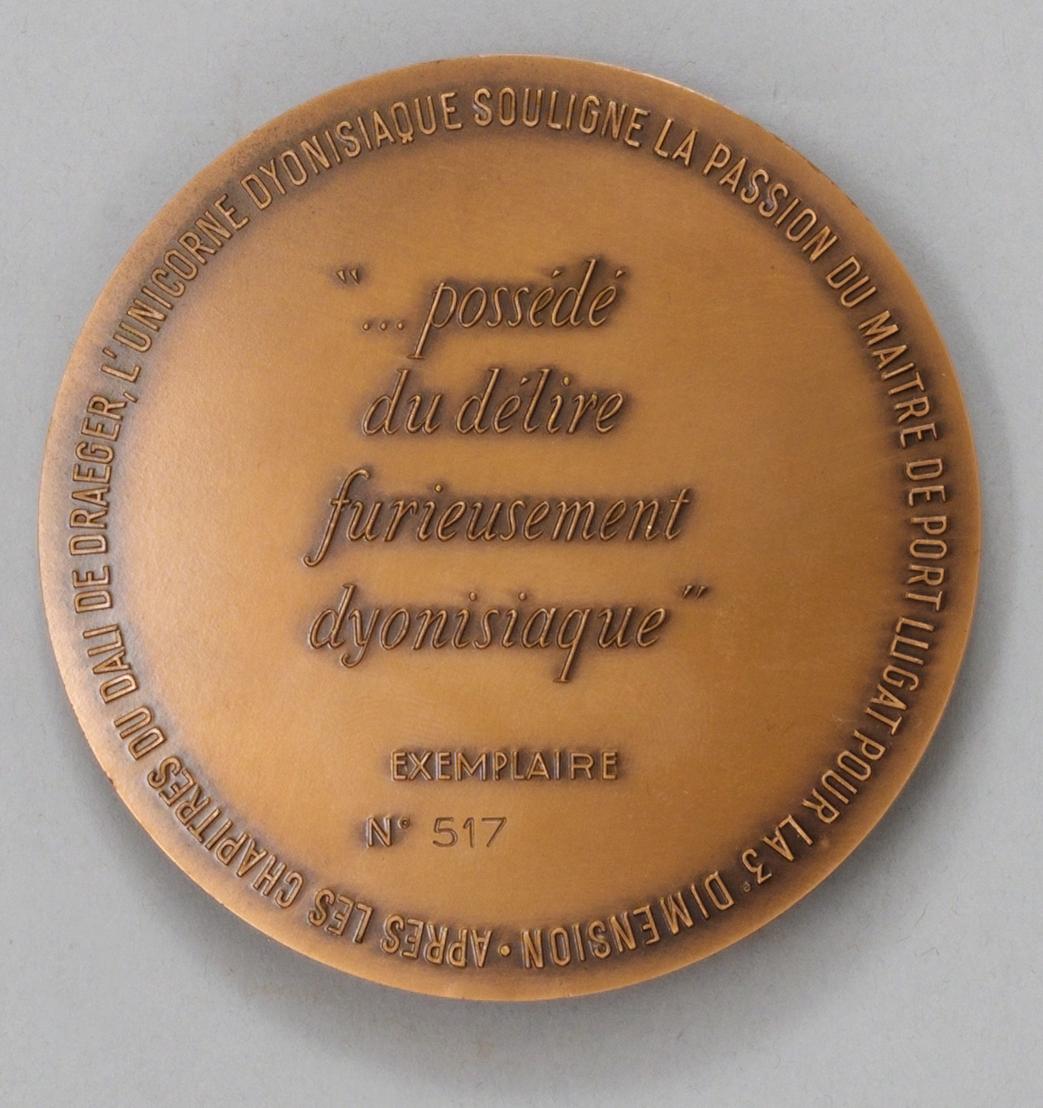 APRES LES CHAPITRES DU DALI DE DRAEGER, L'UNICORNE DYONISIAQUE SOULIGNE LA PASSION DU MAITRE DE PORT LLIGAT POUR LA 3e DIMENSION •
"... possédé
du délire
furieusement
dyonisiaque"
EXEMPLAIRE
N° 517